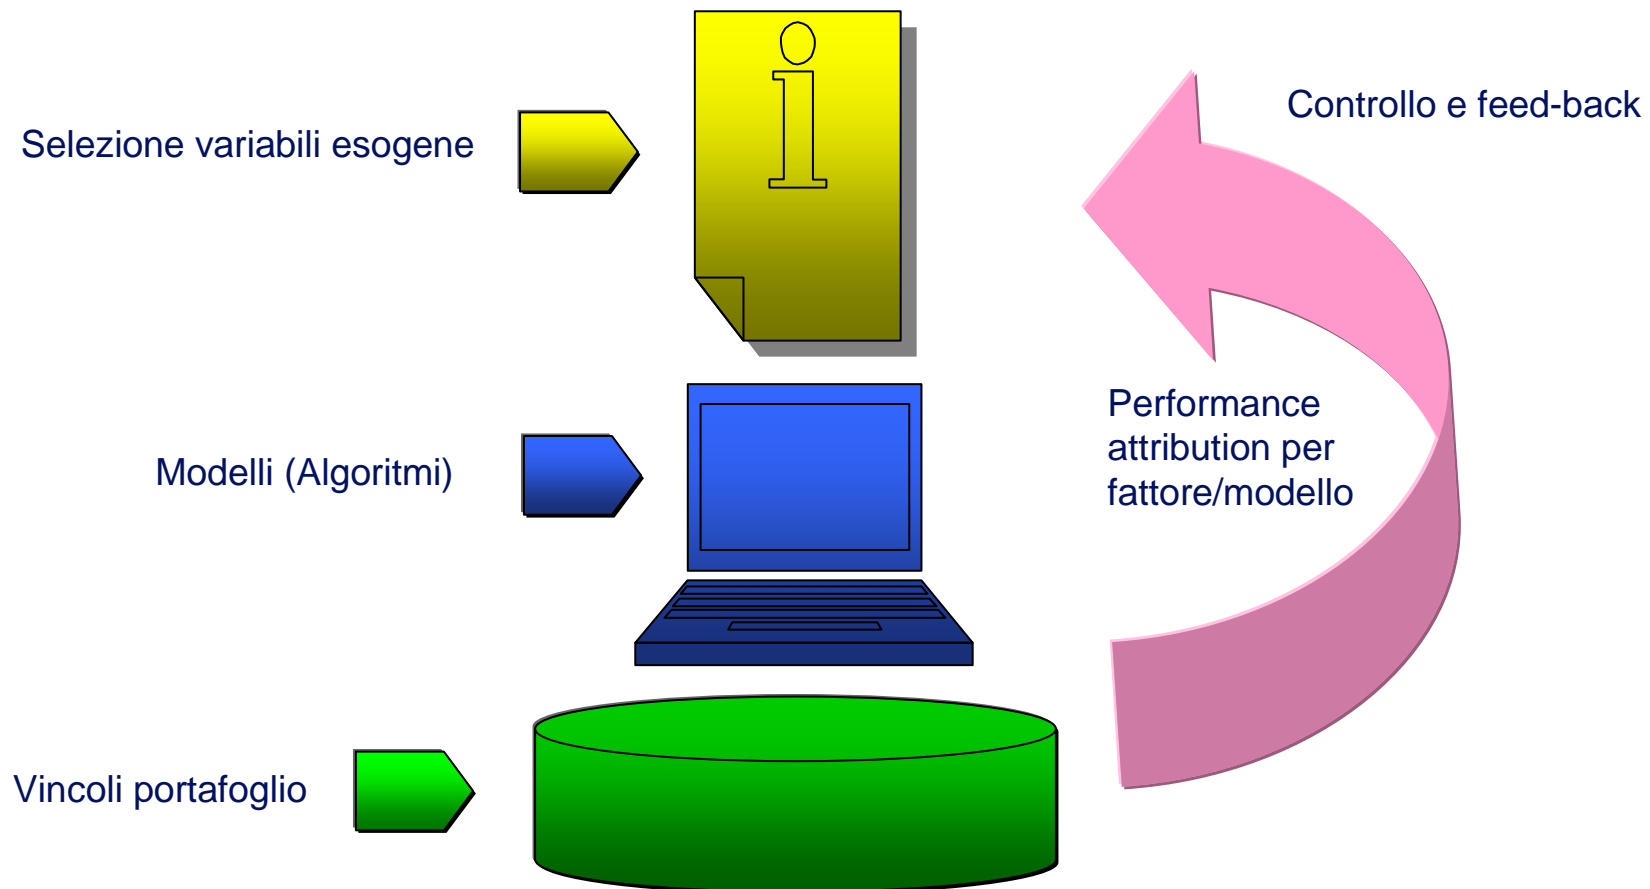 Controllo e feed-back
Selezione variabili esogene
Performance
attribution per
fattore/modello
Modelli (Algoritmi)
Vincoli portafoglio